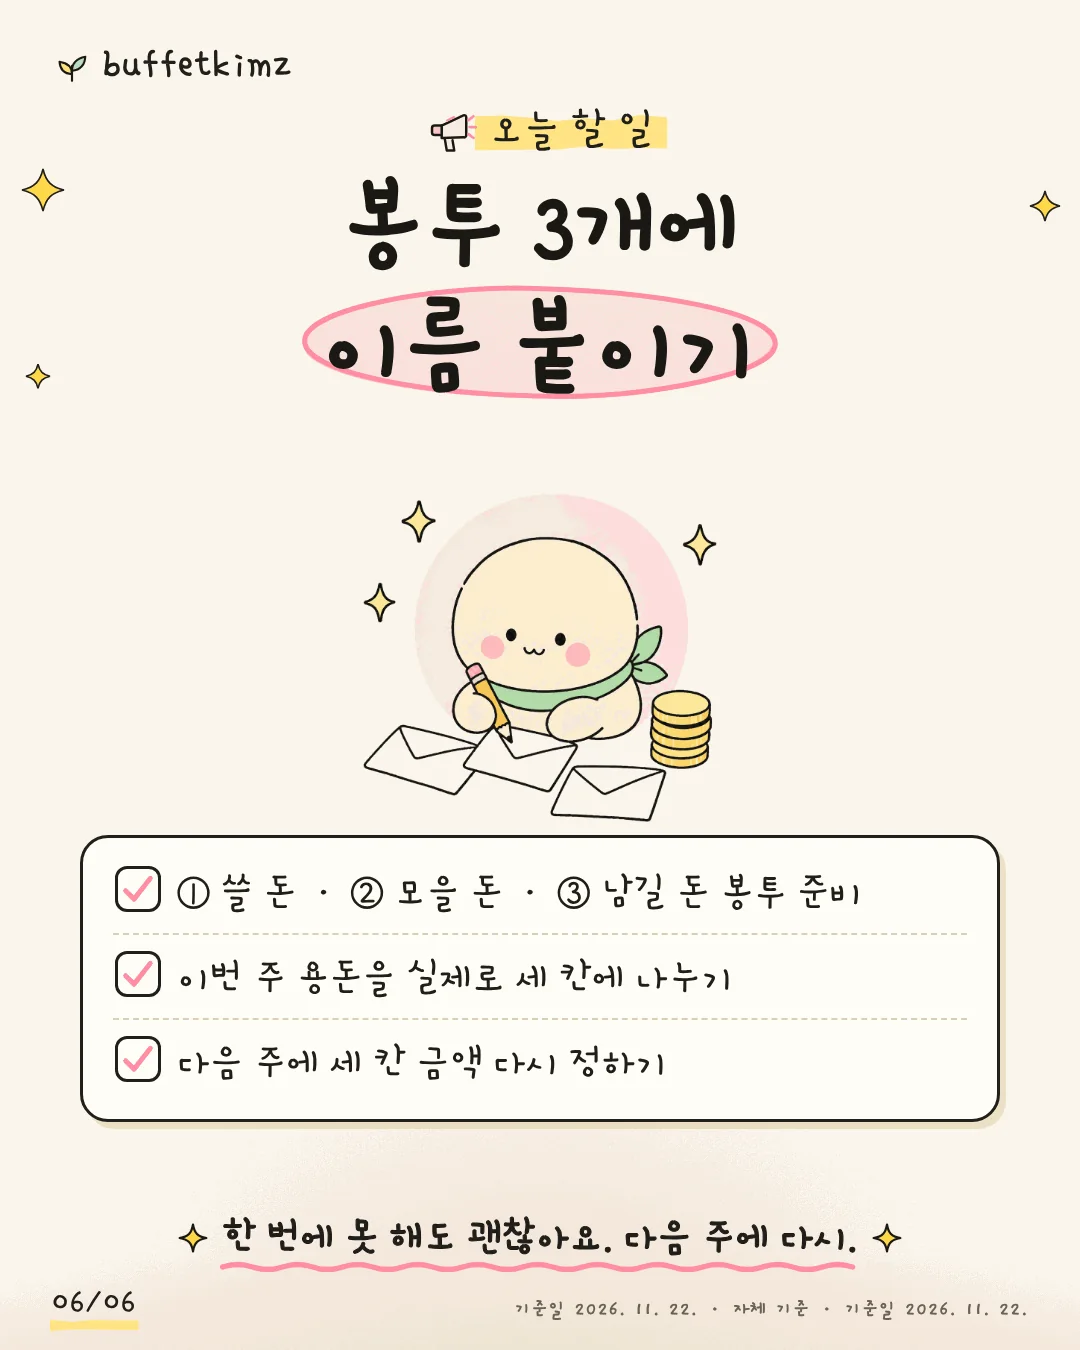 buffetkimz
오늘 할 일
봉투 3개에
이름 붙이기
① 쓸 돈 · ② 모을 돈 · ③ 남길 돈 봉투 준비
이번 주 용돈을 실제로 세 칸에 나누기
다음 주에 세 칸 금액 다시 정하기
한 번에 못 해도 괜찮아요. 다음 주에 다시.
06/06
기준일 2026. 11. 22. · 자체 기준 · 기준일 2026. 11. 22.